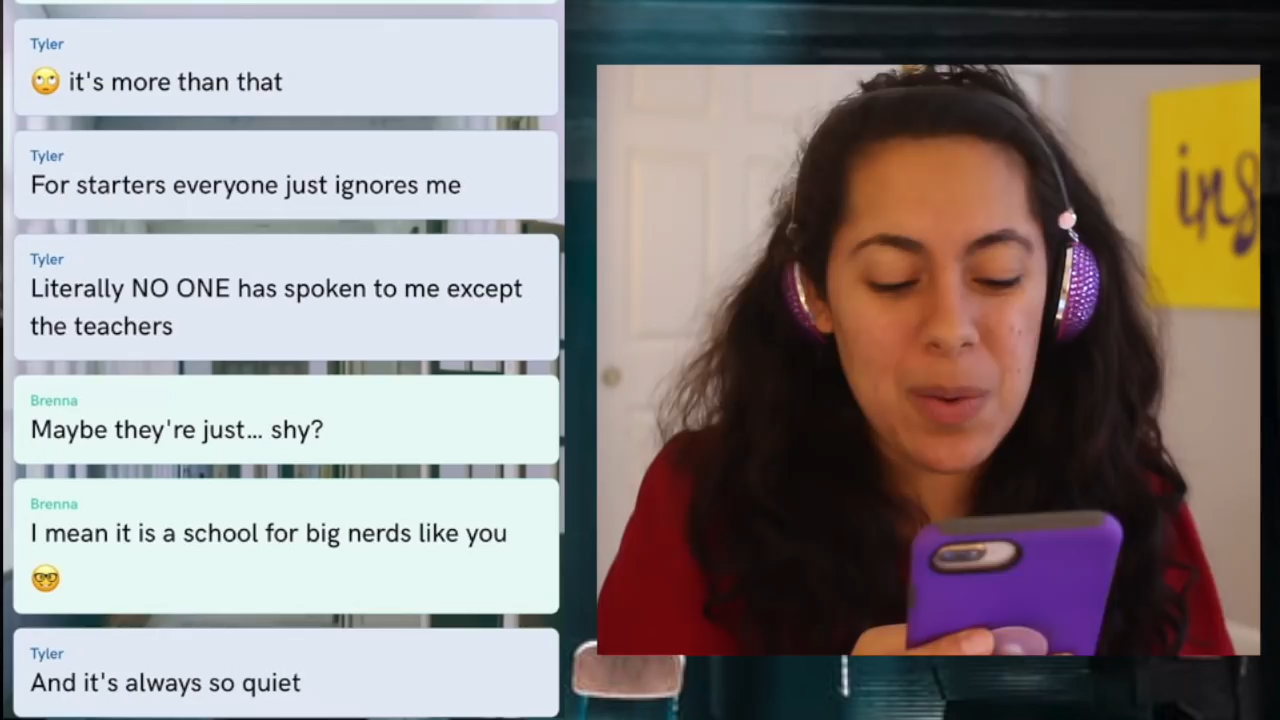 Tyler
🙄 it's more than that
Tyler
For starters everyone just ignores me
Tyler
Literally NO ONE has spoken to me except
the teachers
Brenna
Maybe they're just... shy?
Brenna
I mean it is a school for big nerds like you
🤓
Tyler
And it's always so quiet